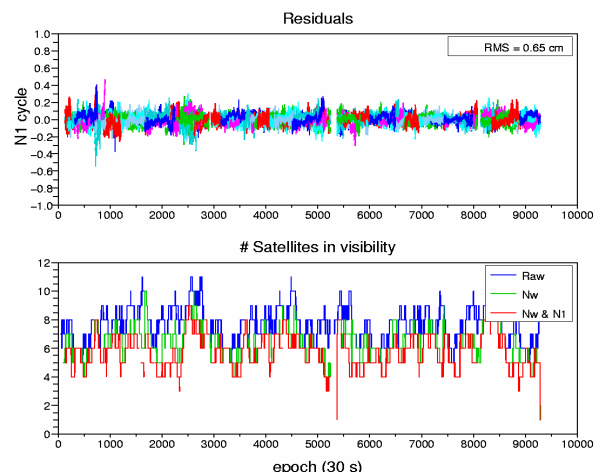 Residuals
1.0
0.8
0.6
0.4
0.2
0.0
−0.2
−0.4
−0.6
−0.8
−1.0
N1 cycle
RMS = 0.65 cm
0 1000 2000 3000 4000 5000 6000 7000 8000 9000 10000
# Satellites in visibility
12
10
8
6
4
2
0
Raw
Nw
Nw & N1
0 1000 2000 3000 4000 5000 6000 7000 8000 9000 10000
epoch (30 s)